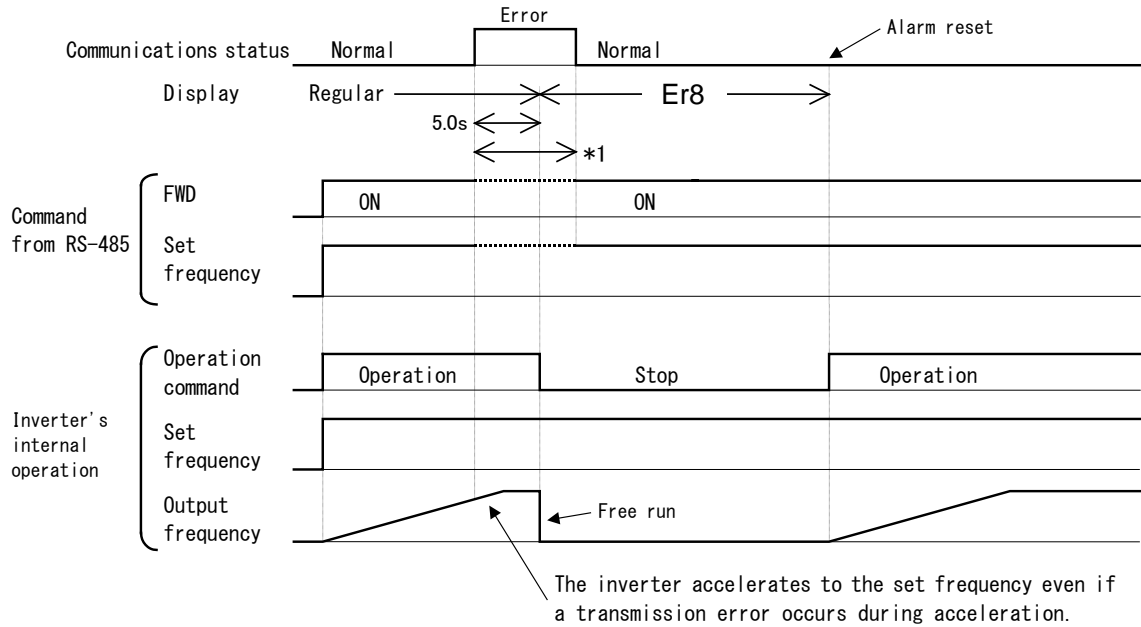 Error
Alarm reset
Communications status
Normal
Normal
Display
Regular
Er8
5.0s
*1
Command
from RS-485
FWD
ON
ON
Set
frequency
Inverter's
internal
operation
Operation
command
Operation
Stop
Operation
Set
frequency
Output
frequency
Free run
The inverter accelerates to the set frequency even if
a transmission error occurs during acceleration.